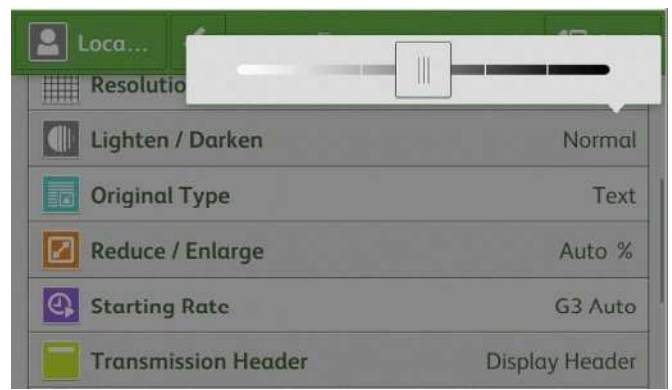 Loca...
Resolutio
Lighten / Darken Normal
Original Type Text
Reduce / Enlarge Auto %
Starting Rate G3 Auto
Transmission Header Display Header